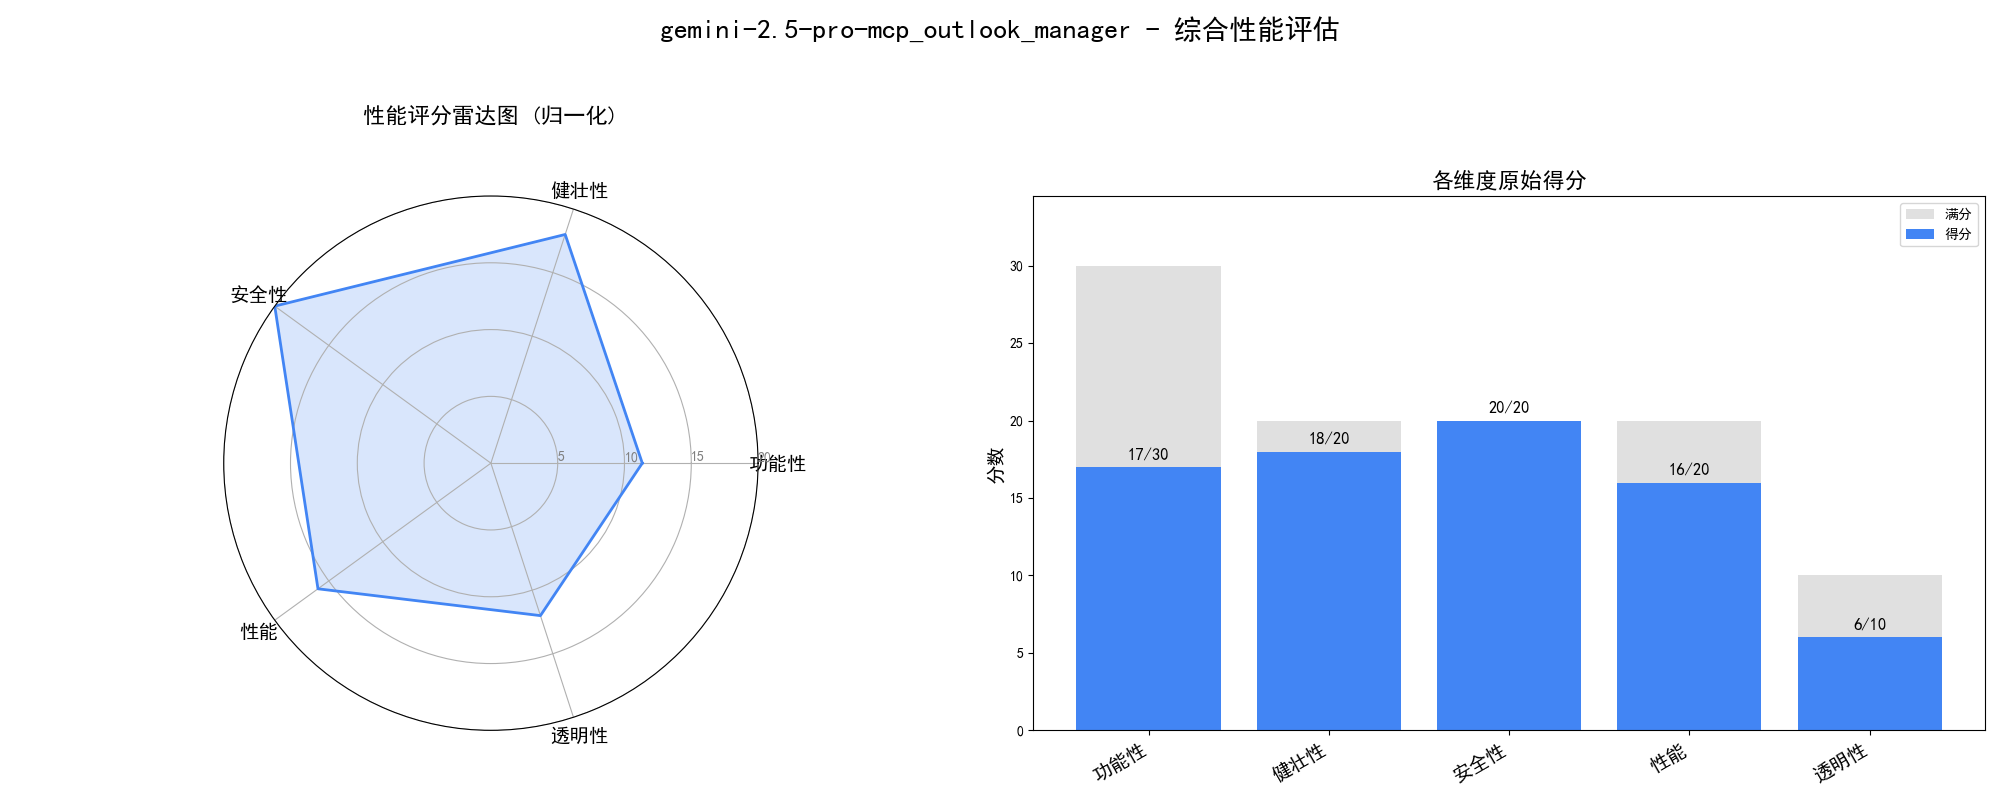 gemini-2.5-pro-mcp_outlook_manager - 综合性能评估
性能评分雷达图 (归一化)
健壮性
安全性
功能性
性能
透明性
5
10
15
20
各维度原始得分
满分
得分
分数
30
25
20
15
10
5
0
17/30
18/20
20/20
16/20
6/10
功能性
健壮性
安全性
性能
透明性